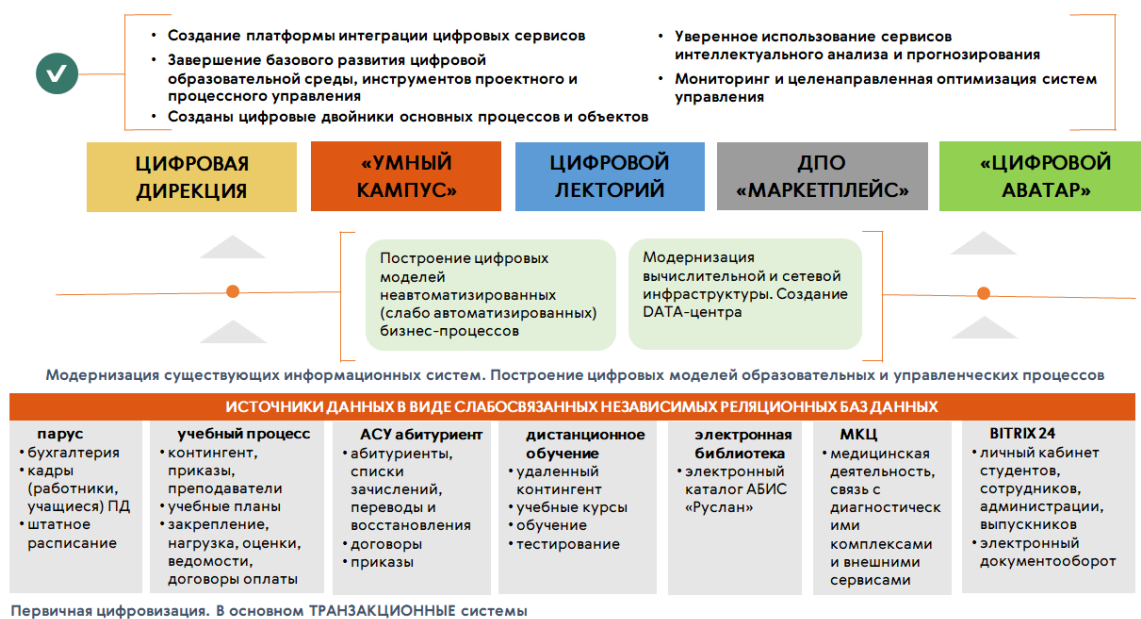 • Создание платформы интеграции цифровых сервисов
• Завершение базового развития цифровой
образовательной среды, инструментов проектного и
процессного управления
• Созданы цифровые двойники основных процессов и объектов
• Уверенное использование сервисов
интеллектуального анализа и прогнозирования
• Мониторинг и целенаправленная оптимизация систем
управления
ЦИФРОВАЯ
ДИРЕКЦИЯ
«УМНЫЙ
КАМПУС»
ЦИФРОВОЙ
ЛЕКТОРИЙ
ДПО
«МАРКЕТПЛЕЙС»
«ЦИФРОВОЙ
АВАТАР»
Построение цифровых
моделей
неавтоматизированных
(слабо автоматизированных)
бизнес-процессов
Модернизация
вычислительной и сетевой
инфраструктуры. Создание
DATA-центра
Модернизация существующих информационных систем. Построение цифровых моделей образовательных и управленческих процессов
ИСТОЧНИКИ ДАННЫХ В ВИДЕ СЛАБОСВЯЗАННЫХ НЕЗАВИСИМЫХ РЕЛЯЦИОННЫХ БАЗ ДАННЫХ
парус
• бухгалтерия
• кадры
(работники,
учащиеся) ПД
• штатное
расписание
учебный процесс
• контингент,
приказы,
преподаватели
• учебные планы
• закрепление,
нагрузка, оценки,
ведомости,
договоры оплаты
АСУ абитуриент
• абитуриенты,
списки
зачислений,
переводы и
восстановления
• договоры
• приказы
дистанционое
обучение
• удаленный
контингент
• учебные курсы
• обучение
• тестирование
электронная
библиотека
• электронный
каталог АБИС
«Руслан»
МКЦ
• медицинская
деятельность,
связь с
диагностическ
ими
комплексами
и внешними
сервисами
BITRIX 24
• личный кабинет
студентов,
сотрудников,
администрации,
выпускников
• электронный
документооборот
Первичная цифровизация. В основном ТРАНЗАКЦИОННЫЕ системы